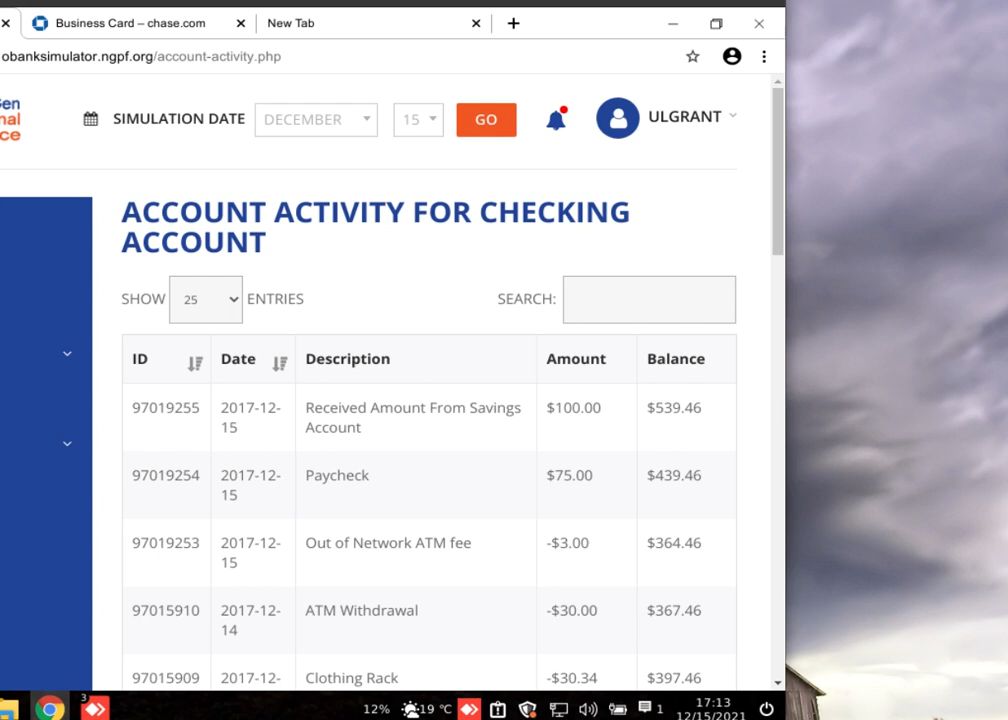 Business Card – chase.com
New Tab
obanksimulator.ngpf.org/account-activity.php
SIMULATION DATE DECEMBER 15 GO ULGRANT
ACCOUNT ACTIVITY FOR CHECKING
ACCOUNT
SHOW 25 ENTRIES SEARCH:
ID Date Description Amount Balance
97019255 2017-12- Received Amount From Savings $100.00 $539.46
15 Account
97019254 2017-12- Paycheck $75.00 $439.46
15
97019253 2017-12- Out of Network ATM fee -$3.00 $364.46
15
97015910 2017-12- ATM Withdrawal -$30.00 $367.46
14
97015909 2017-12- Clothing Rack -$30.34 $397.46
3
12% 19 °C 1 17:13
12/15/2021